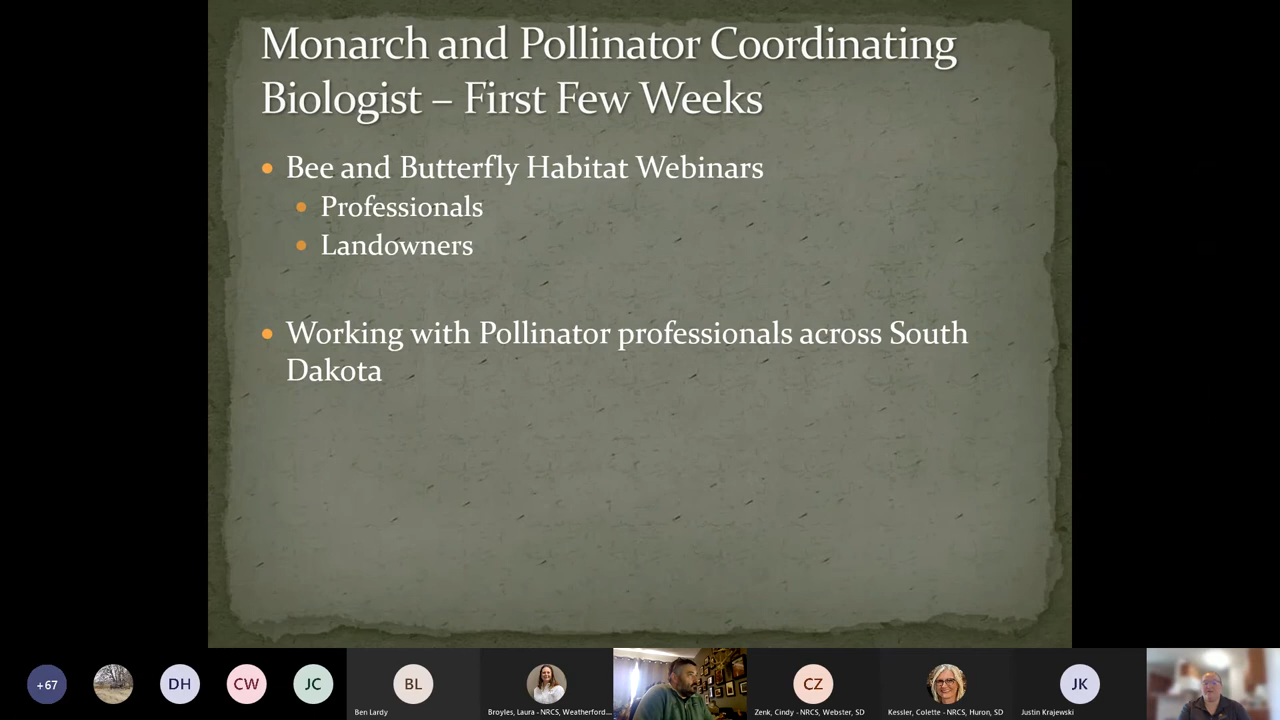 Monarch and Pollinator Coordinating
Biologist – First Few Weeks
Bee and Butterfly Habitat Webinars
Professionals
Landowners
Working with Pollinator professionals across South
Dakota
+67
DH
CW
JC
BL
Ben Lardy
Broyles, Laura - NRCS, Weatherford...
CZ
Zenk, Cindy - NRCS, Webster, SD
Kessler, Colette - NRCS, Huron, SD
JK
Justin Krajewski